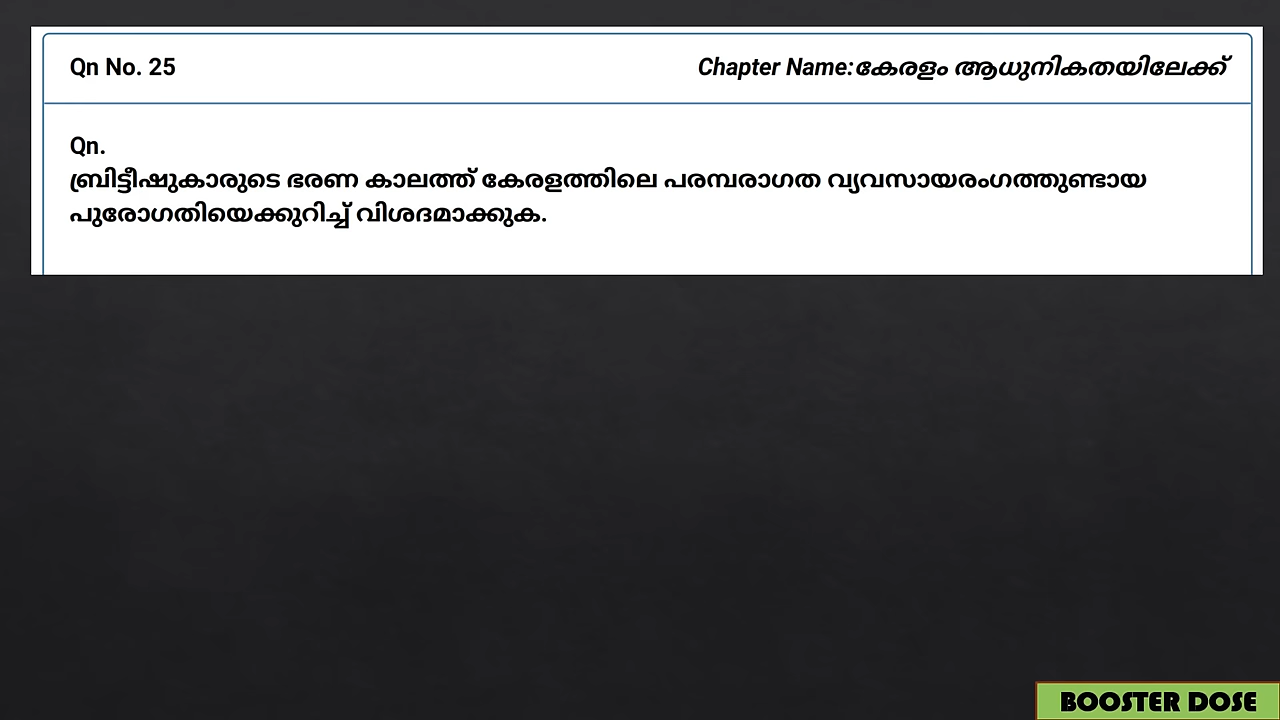 Qn No. 25
Chapter Name:കേരളം ആധുനികതയിലേക്ക്
Qn.
ബ്രിട്ടീഷുകാരുടെ ഭരണ കാലത്ത് കേരളത്തിലെ പരമ്പരാഗത വ്യവസായരംഗത്തുണ്ടായ
പുരോഗതിയെക്കുറിച്ച് വിശദമാക്കുക.
BOOSTER DOSE